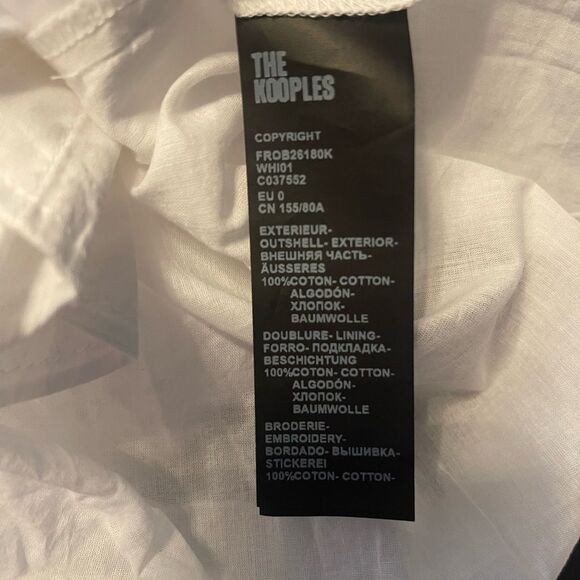 THE
KOOPLES
COPYRIGHT
FROB26180K
WHI01
C037552
EU 0
CN 155/80A
EXTERIEUR-
OUTSHELL- EXTERIOR-
ВНЕШНЯЯ ЧАСТЬ-
ÄUSSERES
100%COTON- COTTON-
ALGODÓN-
ХЛОПОК-
BAUMWOLLE
DOUBLURE- LINING-
FORRO- ПОДКЛАДКА-
BESCHICHTUNG
100%COTON- COTTON-
ALGODÓN-
ХЛОПОК-
BAUMWOLLE
BRODERIE-
EMBROIDERY-
BORDADO- ВЫШИВКА-
STICKEREI
100%COTON- COTTON-